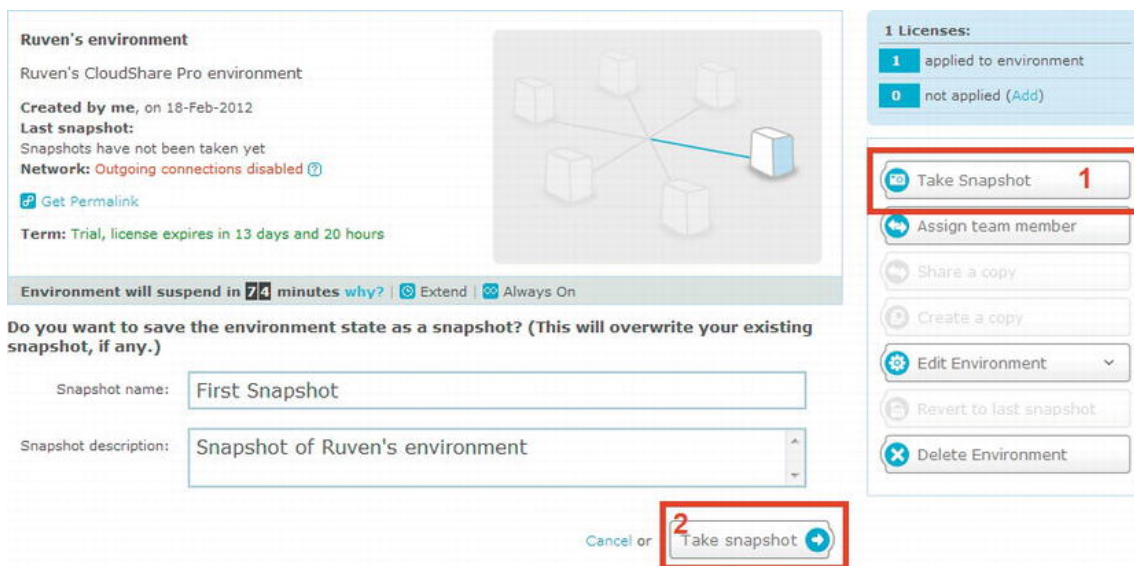 Ruven's environment
Ruven's CloudShare Pro environment
Created by me, on 18-Feb-2012
Last snapshot:
Snapshots have not been taken yet
Network: Outgoing connections disabled (?)
Get Permalink
Term: Trial, license expires in 13 days and 20 hours
Environment will suspend in 74 minutes why? | Extend | Always On
Do you want to save the environment state as a snapshot? (This will overwrite your existing
snapshot, if any.)
Snapshot name: First Snapshot
Snapshot description: Snapshot of Ruven's environment
Cancel or 2 Take snapshot
1 Licenses:
1 applied to environment
0 not applied (Add)
Take Snapshot 1
Assign team member
Share a copy
Create a copy
Edit Environment
Revert to last snapshot
Delete Environment